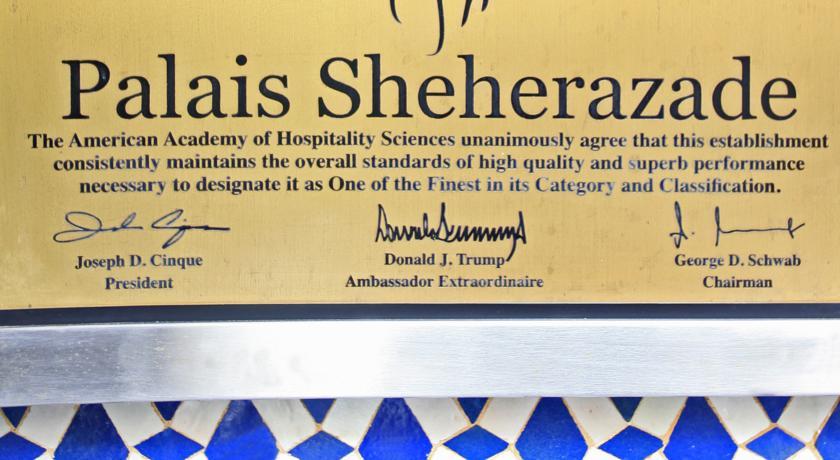 Palais Sheherazade
The American Academy of Hospitality Sciences unanimously agree that this establishment
consistently maintains the overall standards of high quality and superb performance
necessary to designate it as One of the Finest in its Category and Classification.
Joseph D. Cinque
President
Donald J. Trump
Ambassador Extraordinaire
George D. Schwab
Chairman